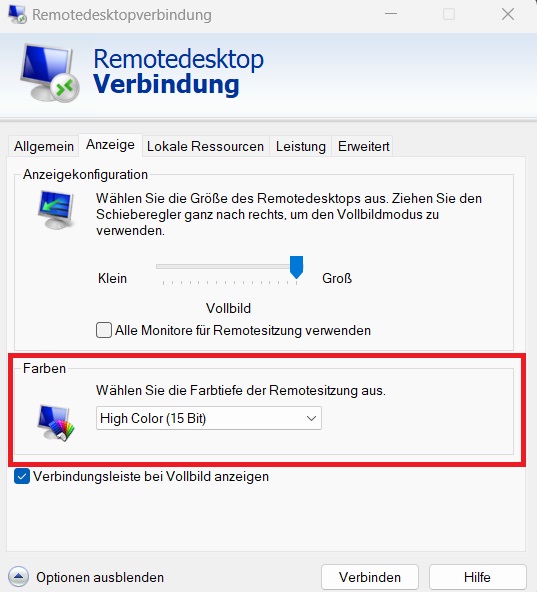 Remotedesktopverbindung
Remotedesktop
Verbindung
Allgemein Anzeige Lokale Ressourcen Leistung Erweitert
Anzeigekonfiguration
Wählen Sie die Größe des Remotedesktops aus. Ziehen Sie den
Schieberegler ganz nach rechts, um den Vollbildmodus zu
verwenden.
Klein Groß
Vollbild
Alle Monitore für Remotesitzung verwenden
Farben
Wählen Sie die Farbtiefe der Remotesitzung aus.
High Color (15 Bit)
Verbindungsleiste bei Vollbild anzeigen
Optionen ausblenden Verbinden Hilfe